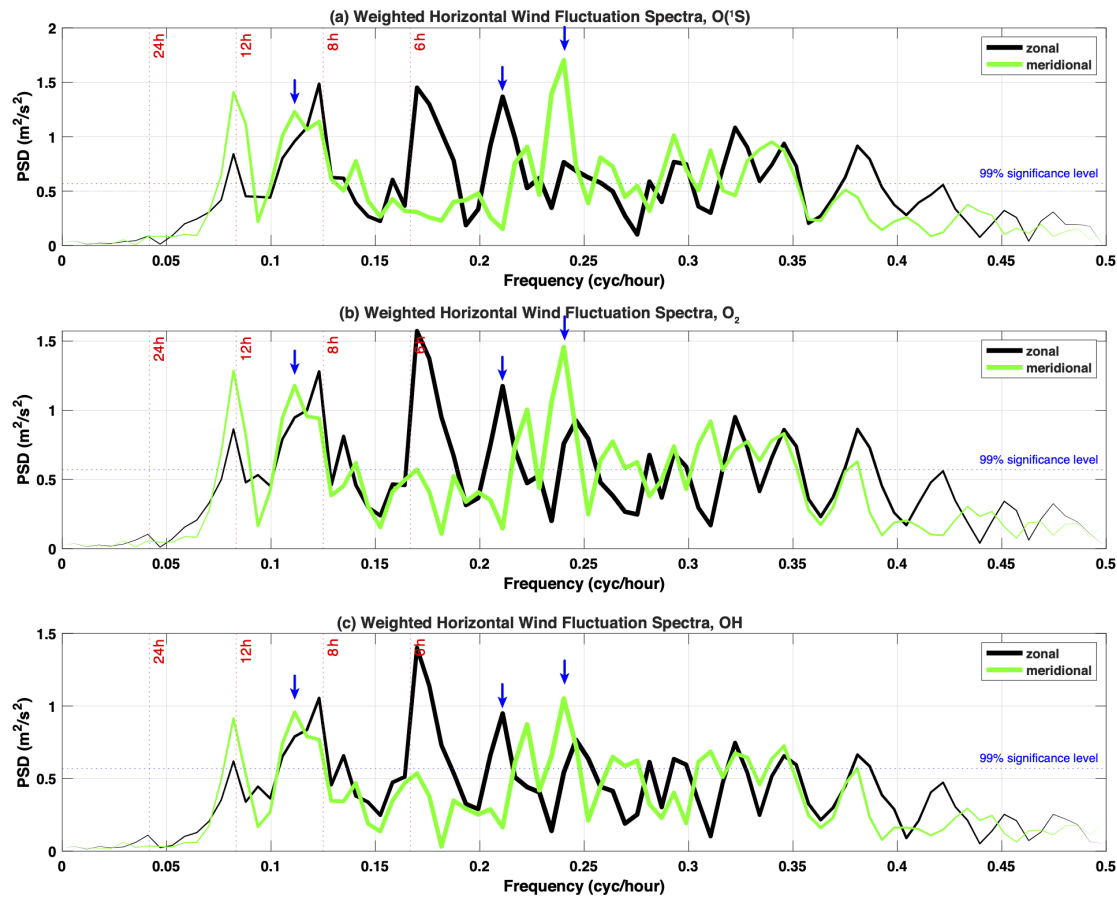 (a) Weighted Horizontal Wind Fluctuation Spectra, O(¹S)
PSD (m²/s²)
2
1.5
1
0.5
0
24h
12h
8h
6h
zonal
meridional
99% significance level
0 0.05 0.1 0.15 0.2 0.25 0.3 0.35 0.4 0.45 0.5
Frequency (cyc/hour)
(b) Weighted Horizontal Wind Fluctuation Spectra, O₂
PSD (m²/s²)
1.5
1
0.5
0
24h
12h
8h
6h
zonal
meridional
99% significance level
0 0.05 0.1 0.15 0.2 0.25 0.3 0.35 0.4 0.45 0.5
Frequency (cyc/hour)
(c) Weighted Horizontal Wind Fluctuation Spectra, OH
PSD (m²/s²)
1.5
1
0.5
0
24h
12h
8h
6h
zonal
meridional
99% significance level
0 0.05 0.1 0.15 0.2 0.25 0.3 0.35 0.4 0.45 0.5
Frequency (cyc/hour)